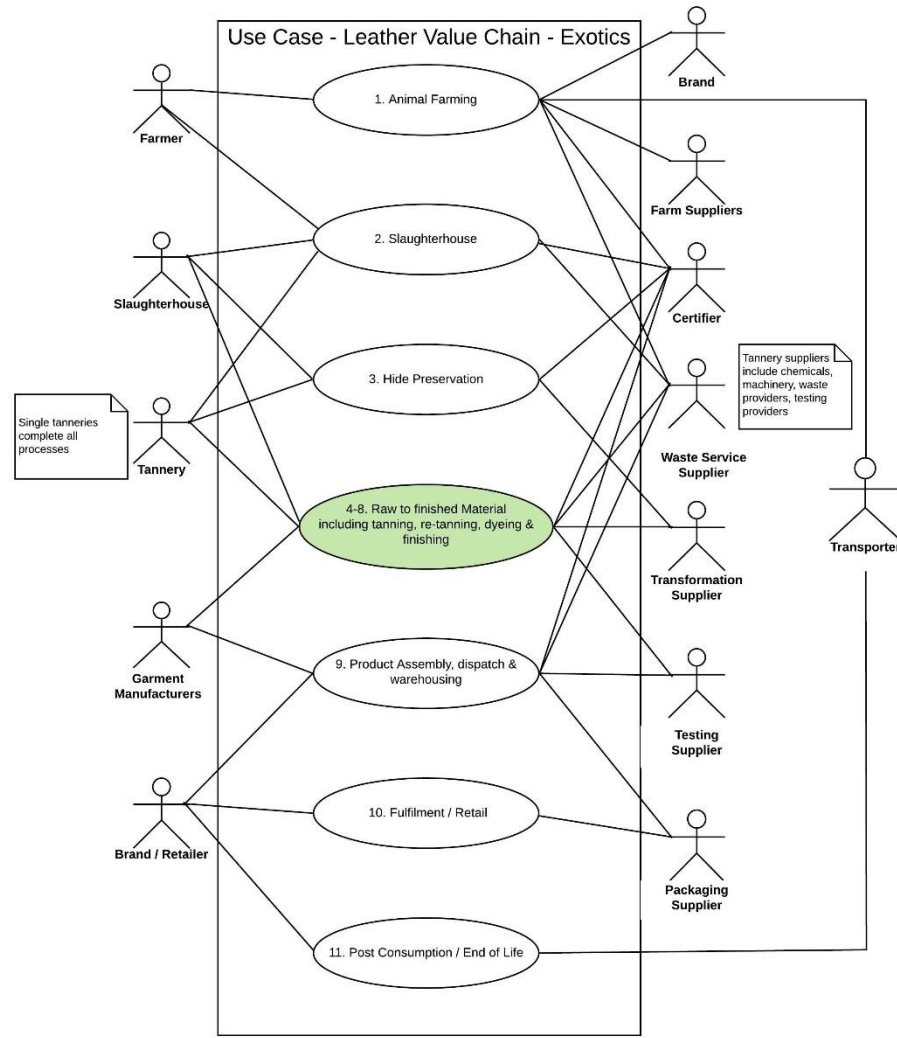 Use Case - Leather Value Chain - Exotics
Brand
1. Animal Farming
Farmer
Farm Suppliers
2. Slaughterhouse
Slaughterhouse
Certifier
Tannery suppliers
include chemicals,
machinery, waste
providers, testing
providers
3. Hide Preservation
Single tanneries
complete all
processes
Tannery
Waste Service
Supplier
4-8. Raw to finished Material
including tanning, re-tanning, dyeing &
finishing
Transporter
Transformation
Supplier
Garment
Manufacturers
9. Product Assembly, dispatch &
warehousing
Testing
Supplier
10. Fulfilment / Retail
Brand / Retailer
Packaging
Supplier
11. Post Consumption / End of Life